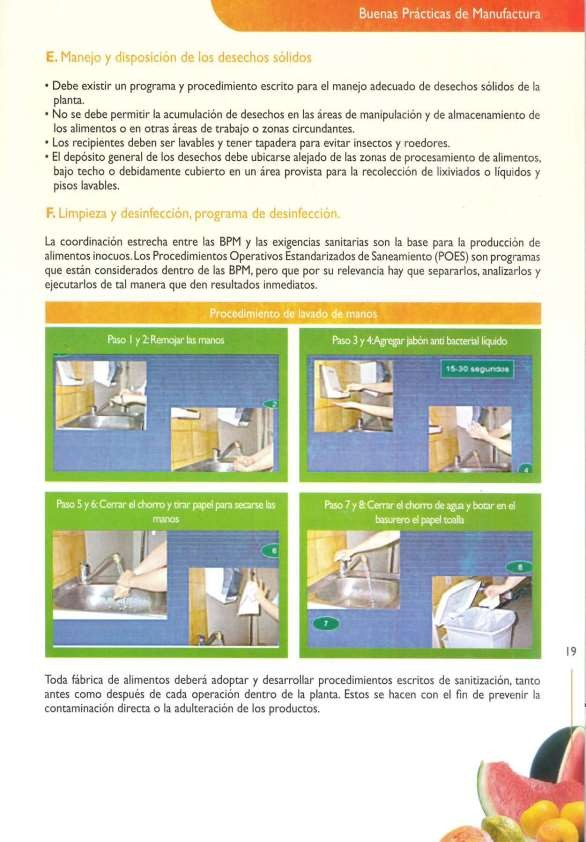 Buenas Prácticas de Manufactura
E. Manejo y disposición de los desechos sólidos
• Debe existir un programa y procedimiento escrito para el manejo adecuado de desechos sólidos de la
planta.
• No se debe permitir la acumulación de desechos en las áreas de manipulación y de almacenamiento de
los alimentos o en otras áreas de trabajo o zonas circundantes.
• Los recipientes deben ser lavables y tener tapadera para evitar insectos y roedores.
• El depósito general de los desechos debe ubicarse alejado de las zonas de procesamiento de alimentos,
bajo techo o debidamente cubierto en un área provista para la recolección de lixiviados o líquidos y
pisos lavables.
F. Limpieza y desinfección, programa de desinfección.
La coordinación estrecha entre las BPM y las exigencias sanitarias son la base para la producción de
alimentos inocuos. Los Procedimientos Operativos Estandarizados de Saneamiento (POES) son programas
que están considerados dentro de las BPM, pero que por su relevancia hay que separarlos, analizarlos y
ejecutarlos de tal manera que den resultados inmediatos.
Procedimiento de lavado de manos
Paso 1 y 2: Remojar las manos
2
Paso 3 y 4: Agregar jabón anti bacterial líquido
15-30 segundos
4
Paso 5 y 6: Cerrar el chorro y tirar papel para secarse las
manos
6
Paso 7 y 8: Cerrar el chorro de agua y botar en el
basurero el papel toalla
8
7
19
Toda fábrica de alimentos deberá adoptar y desarrollar procedimientos escritos de sanitización, tanto
antes como después de cada operación dentro de la planta. Estos se hacen con el fin de prevenir la
contaminación directa o la adulteración de los productos.